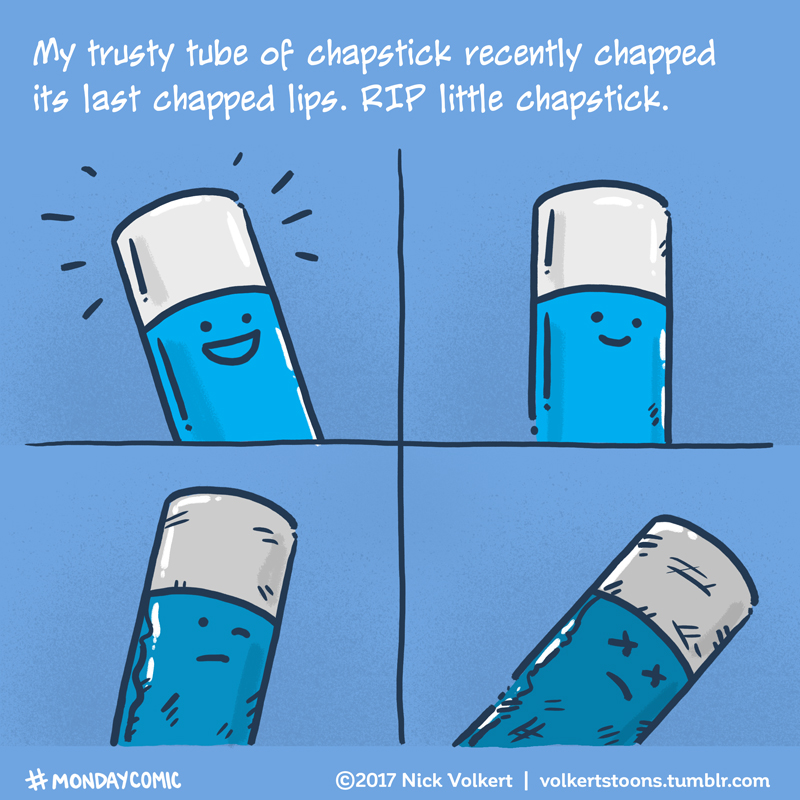 My trusty tube of chapstick recently chapped
its last chapped lips. RIP little chapstick.
#MONDAYCOMIC
©2017 Nick Volkert | volkertstoons.tumblr.com